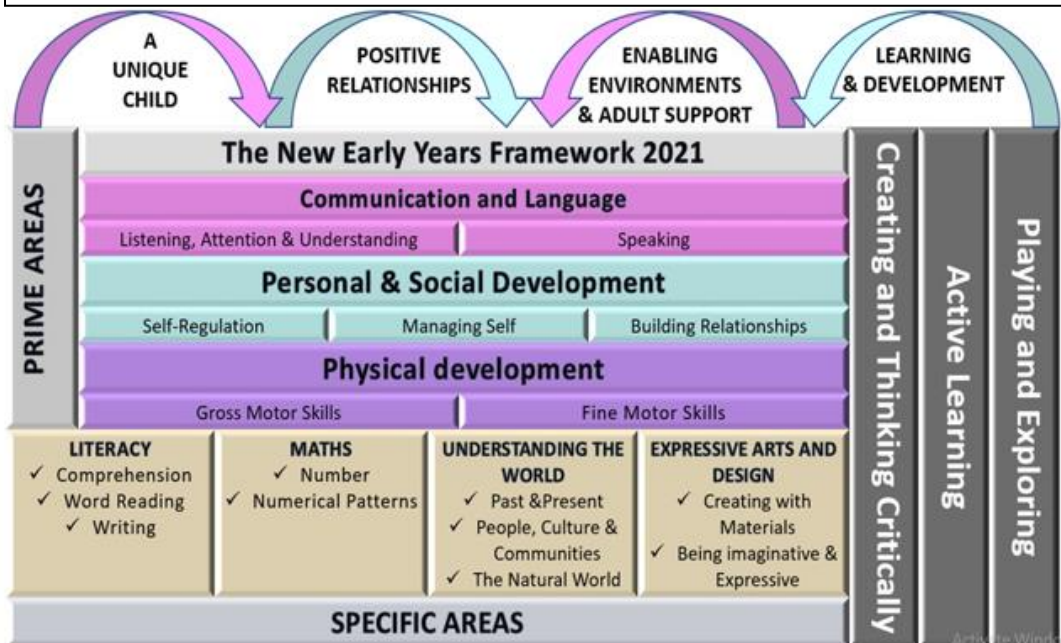 A
UNIQUE
CHILD
POSITIVE
RELATIONSHIPS
ENABLING
ENVIRONMENTS
& ADULT SUPPORT
LEARNING
& DEVELOPMENT
PRIME AREAS
The New Early Years Framework 2021
Communication and Language
Listening, Attention & Understanding
Speaking
Personal & Social Development
Self-Regulation
Managing Self
Building Relationships
Physical development
Gross Motor Skills
Fine Motor Skills
LITERACY
✓ Comprehension
✓ Word Reading
✓ Writing
MATHS
✓ Number
✓ Numerical Patterns
UNDERSTANDING THE
WORLD
✓ Past &Present
✓ People, Culture &
Communities
✓ The Natural World
EXPRESSIVE ARTS AND
DESIGN
✓ Creating with
Materials
✓ Being imaginative &
Expressive
SPECIFIC AREAS
Creating and Thinking Critically
Active Learning
Playing and Exploring